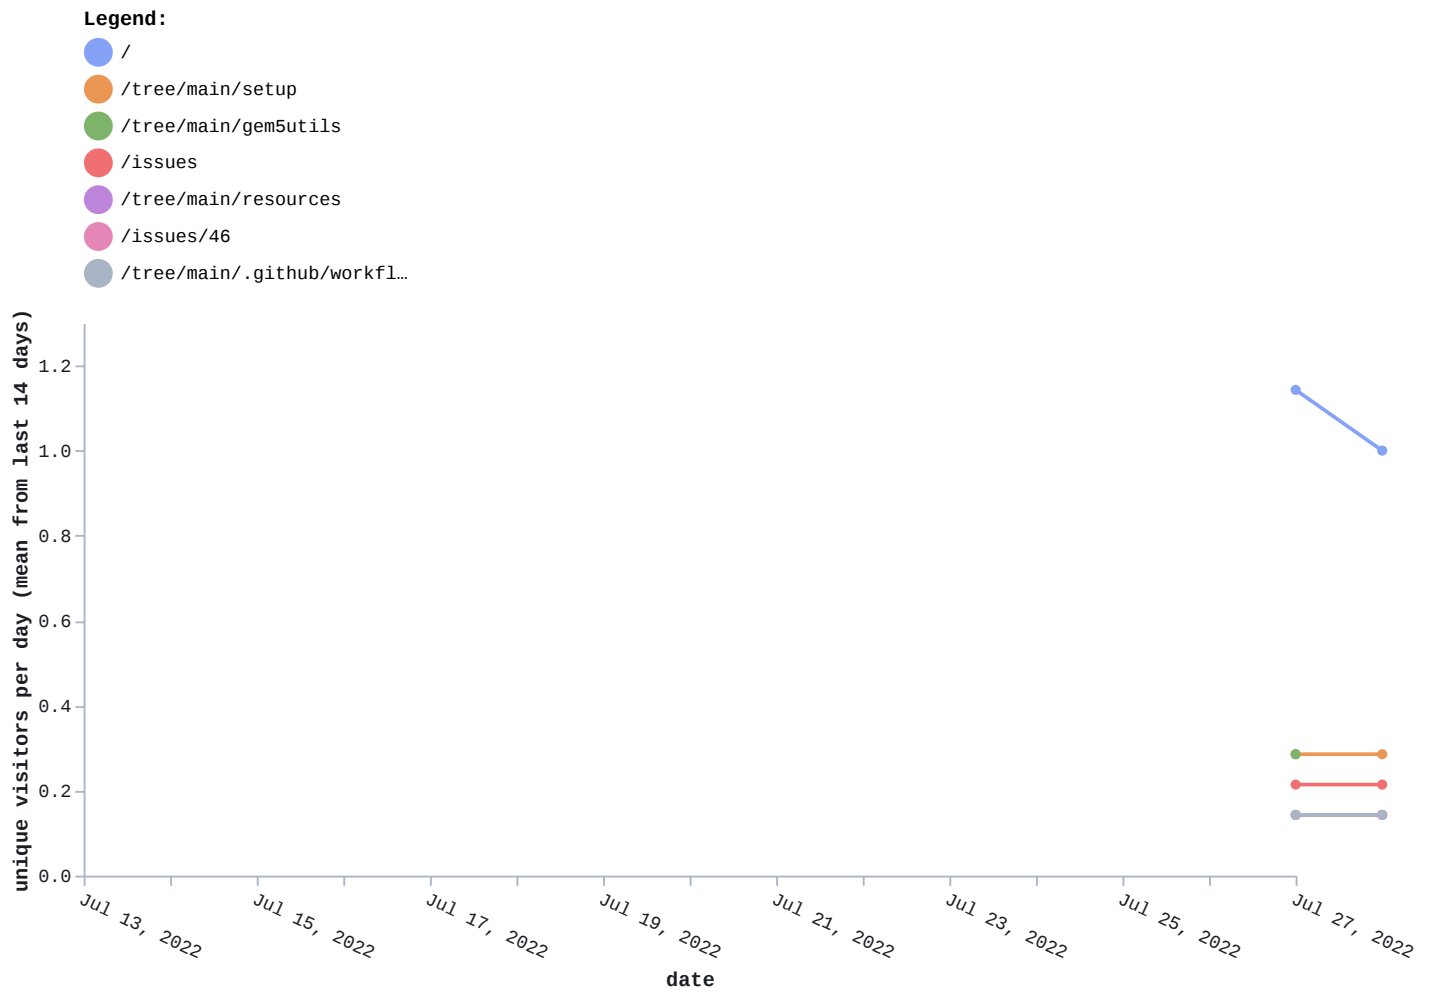 Legend:
/
/tree/main/setup
/tree/main/gem5utils
/issues
/tree/main/resources
/issues/46
/tree/main/.github/workfl…
unique visitors per day (mean from last 14 days)
1.2
1.0
0.8
0.6
0.4
0.2
0.0
Jul 13, 2022
Jul 15, 2022
Jul 17, 2022
Jul 19, 2022
Jul 21, 2022
Jul 23, 2022
Jul 25, 2022
Jul 27, 2022
date